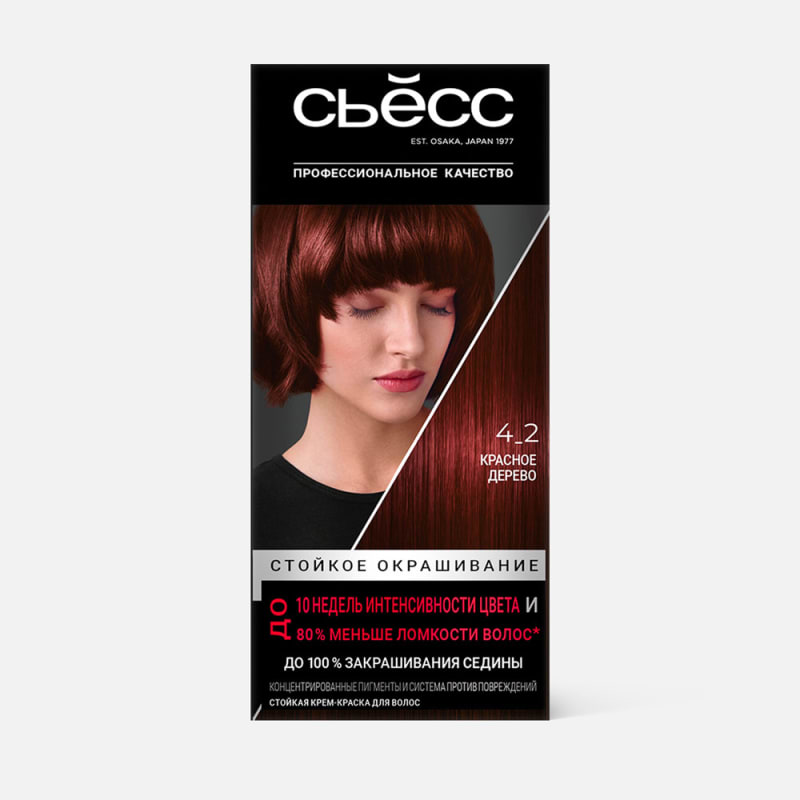 сьёсс
EST. OSAKA, JAPAN 1977
ПРОФЕССИОНАЛЬНОЕ КАЧЕСТВО
4_2
КРАСНОЕ
ДЕРЕВО
СТОЙКОЕ ОКРАШИВАНИЕ
ДО 10 НЕДЕЛЬ ИНТЕНСИВНОСТИ ЦВЕТА И
80% МЕНЬШЕ ЛОМКОСТИ ВОЛОС*
ДО 100 % ЗАКРАШИВАНИЯ СЕДИНЫ
КОНЦЕНТРИРОВАННЫЕ ПИГМЕНТЫ И СИСТЕМА ПРОТИВ ПОВРЕЖДЕНИЙ
СТОЙКАЯ КРЕМ-КРАСКА ДЛЯ ВОЛОС